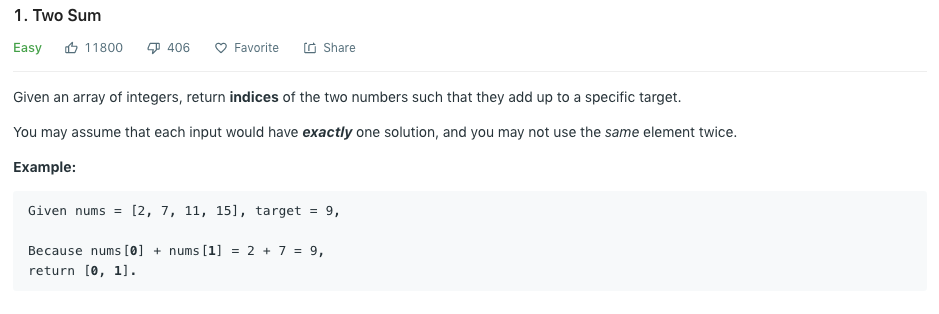 1. Two Sum
Easy 11800 406 Favorite Share
Given an array of integers, return indices of the two numbers such that they add up to a specific target.
You may assume that each input would have exactly one solution, and you may not use the same element twice.
Example:
Given nums = [2, 7, 11, 15], target = 9,
Because nums[0] + nums[1] = 2 + 7 = 9,
return [0, 1].